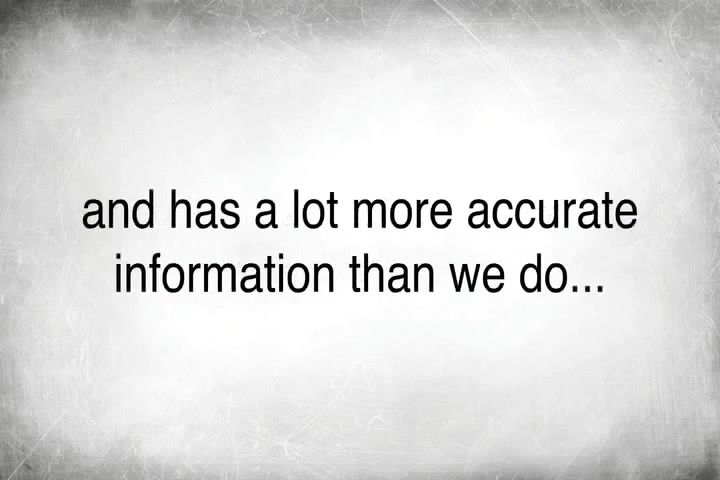 and has a lot more accurate
information than we do...